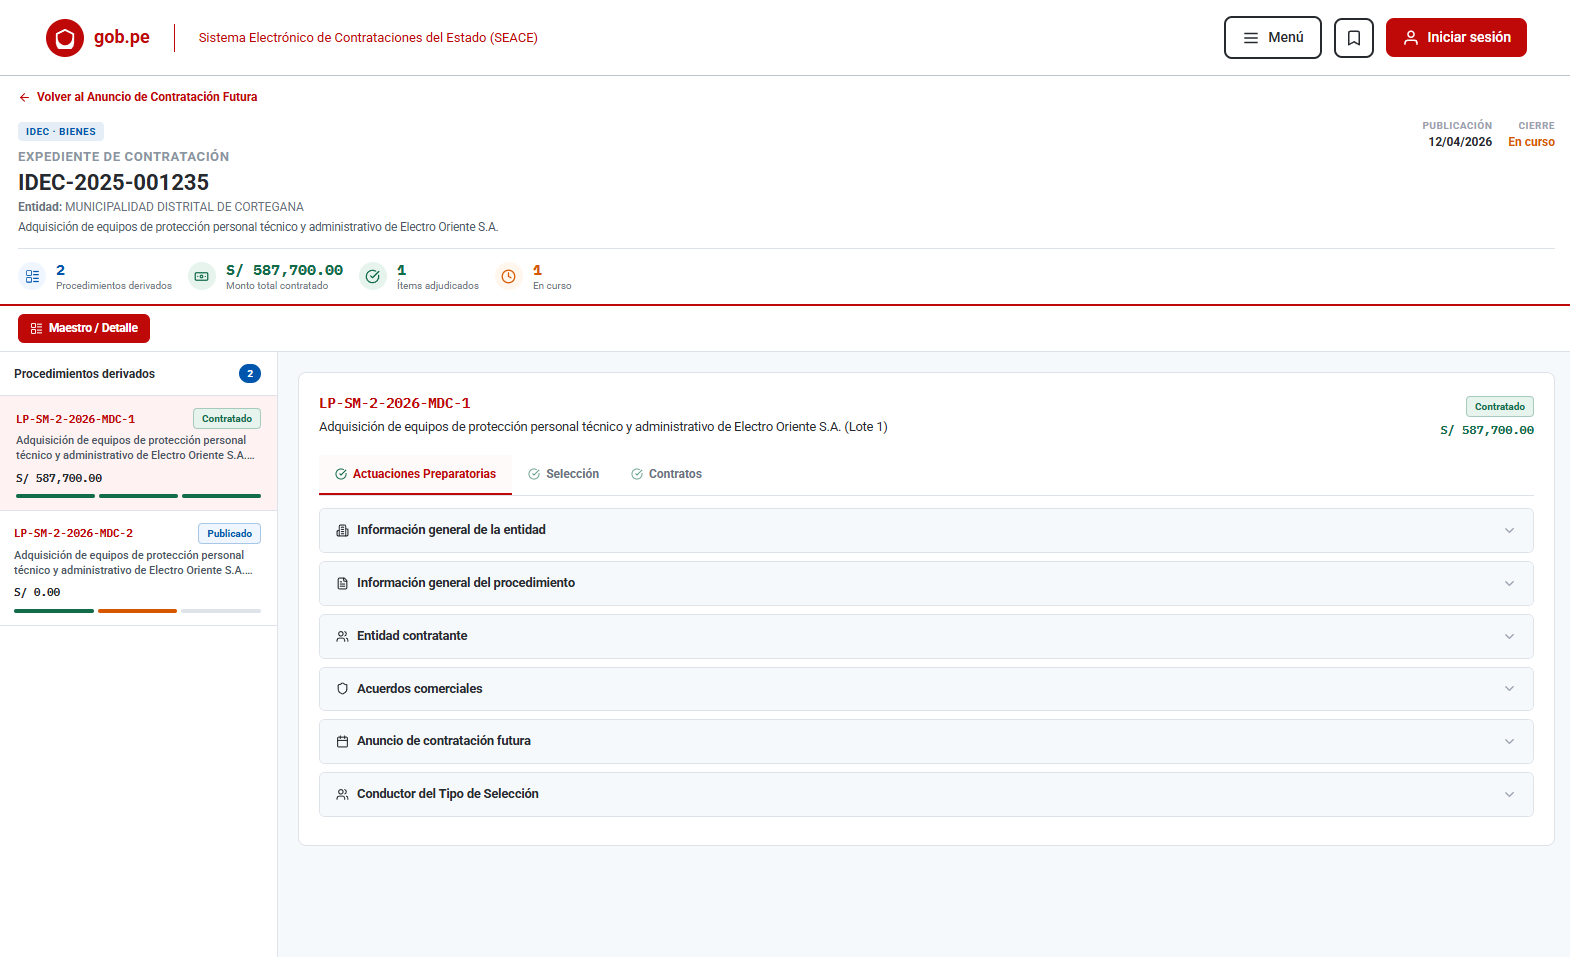 gob.pe
Sistema Electrónico de Contrataciones del Estado (SEACE)
Menú
Iniciar sesión
Volver al Anuncio de Contratación Futura
IDEC · BIENES
EXPEDIENTE DE CONTRATACIÓN
IDEC-2025-001235
Entidad: MUNICIPALIDAD DISTRITAL DE CORTEGANA
Adquisición de equipos de protección personal técnico y administrativo de Electro Oriente S.A.
PUBLICACIÓN
12/04/2026
CIERRE
En curso
2
Procedimientos derivados
S/ 587,700.00
Monto total contratado
1
Ítems adjudicados
1
En curso
Maestro / Detalle
Procedimientos derivados
2
LP-SM-2-2026-MDC-1
Contratado
Adquisición de equipos de protección personal
técnico y administrativo de Electro Oriente S.A....
S/ 587,700.00
LP-SM-2-2026-MDC-2
Publicado
Adquisición de equipos de protección personal
técnico y administrativo de Electro Oriente S.A....
S/ 0.00
LP-SM-2-2026-MDC-1
Adquisición de equipos de protección personal técnico y administrativo de Electro Oriente S.A. (Lote 1)
Contratado
S/ 587,700.00
Actuaciones Preparatorias
Selección
Contratos
Información general de la entidad
Información general del procedimiento
Entidad contratante
Acuerdos comerciales
Anuncio de contratación futura
Conductor del Tipo de Selección